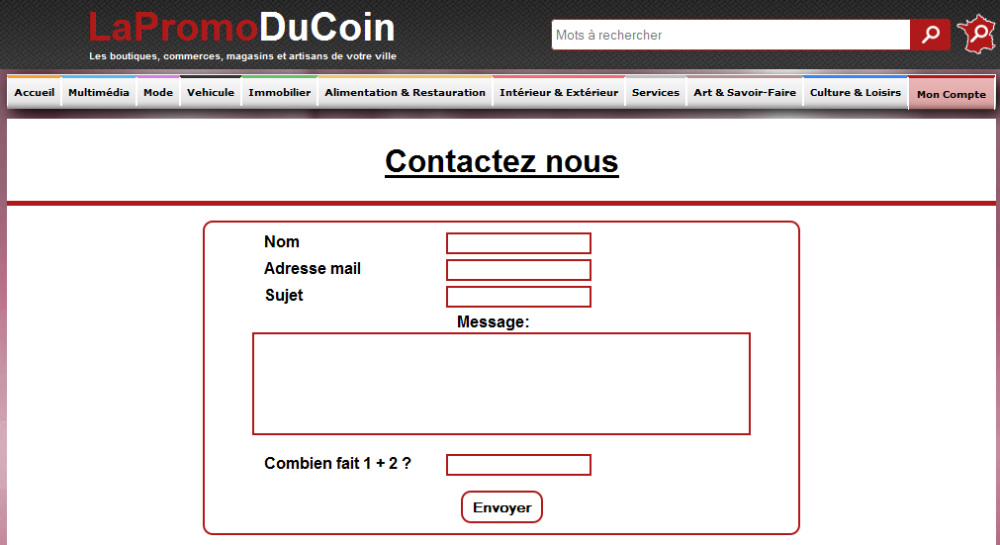 LaPromoDuCoin
Les boutiques, commerces, magasins et artisans de votre ville
Mots à rechercher
Accueil Multimédia Mode Vehicule Immobilier Alimentation & Restauration Intérieur & Extérieur Services Art & Savoir-Faire Culture & Loisirs Mon Compte
Contactez nous
Nom
Adresse mail
Sujet
Message:
Combien fait 1 + 2 ?
Envoyer